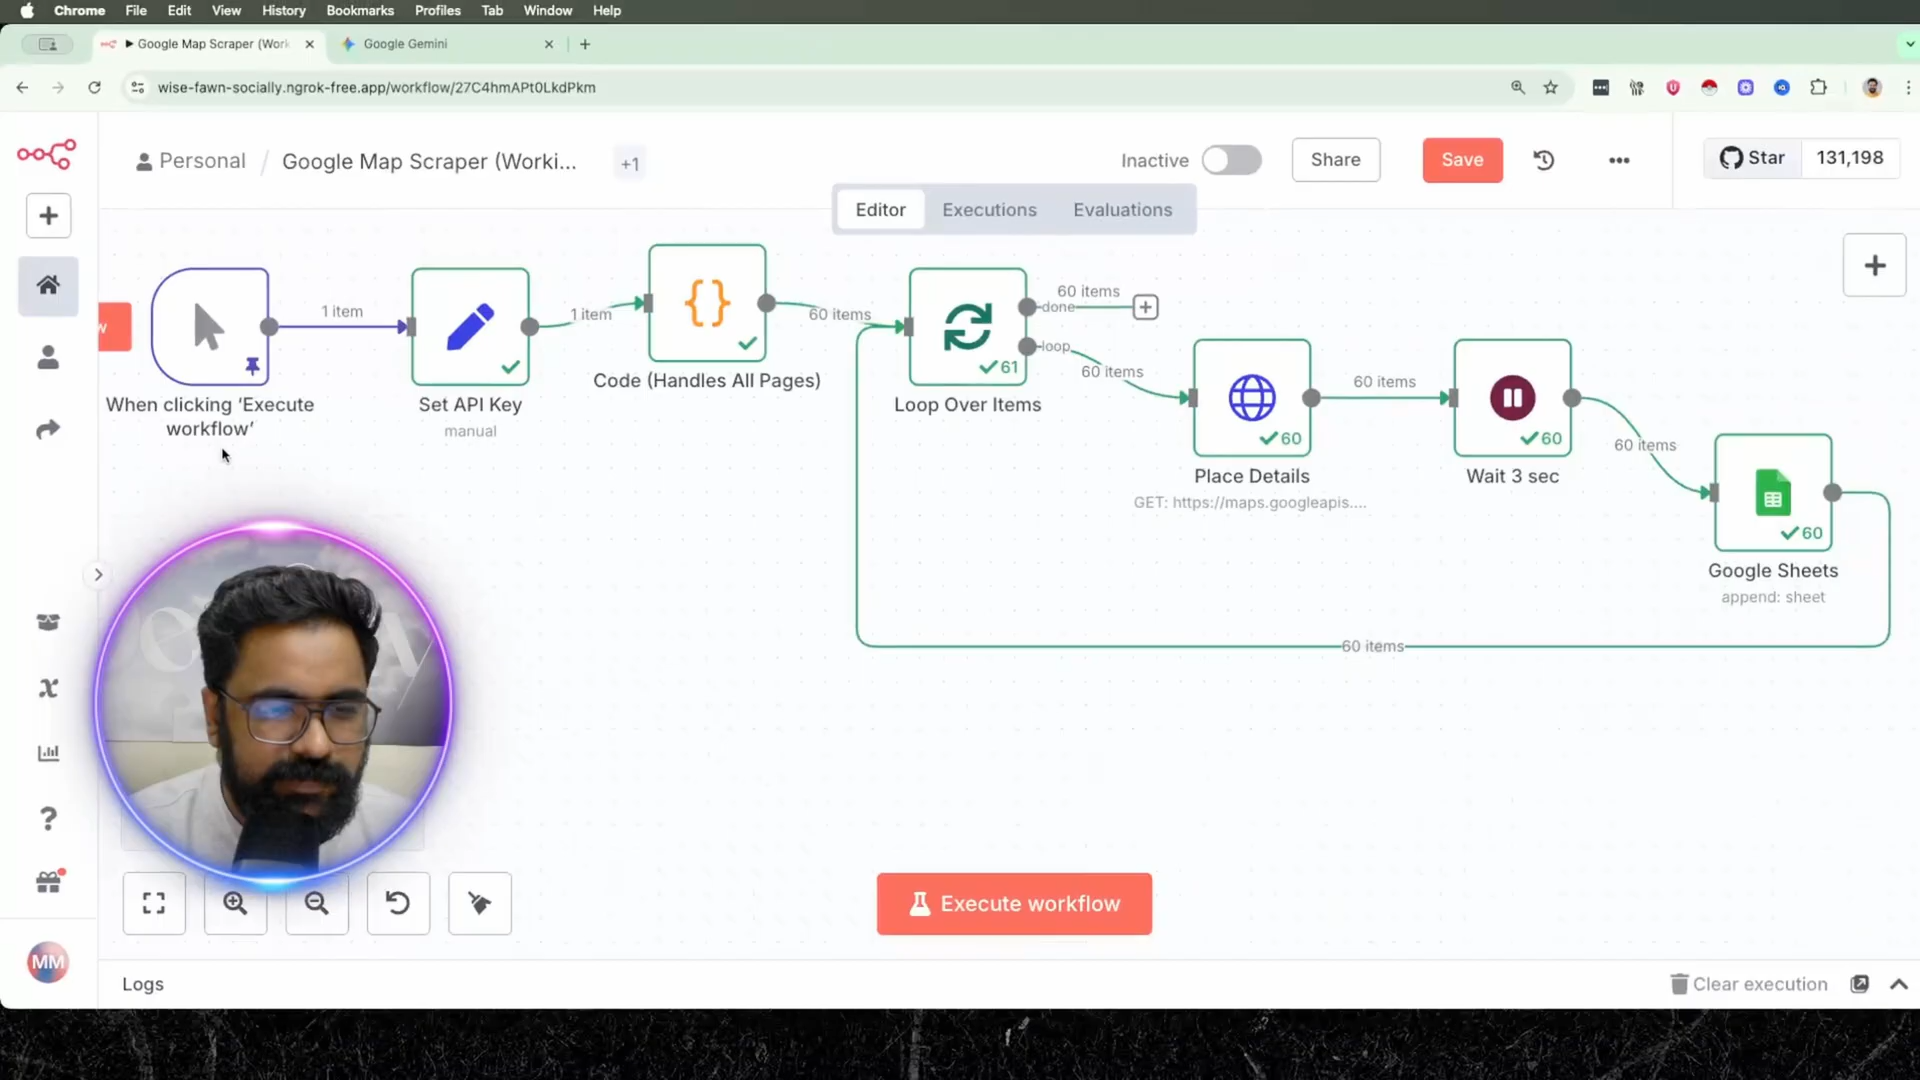 Chrome File Edit View History Bookmarks Profiles Tab Window Help
Google Map Scraper (Work
Google Gemini
wise-fawn-socially.ngrok-free.app/workflow/27C4hmAPt0LkdPkm
Personal / Google Map Scraper (Worki...
+1
Inactive
Share
Save
Star
131,198
Editor
Executions
Evaluations
w
1 item
1 item
60 items
60 items
done
loop
60 items
60 items
60 items
60 items
61
60
60
60
When clicking ‘Execute
workflow’
Set API Key
manual
Code (Handles All Pages)
Loop Over Items
Place Details
GET: https://maps.googleapis....
Wait 3 sec
Google Sheets
append: sheet
Execute workflow
MM
Logs
Clear execution